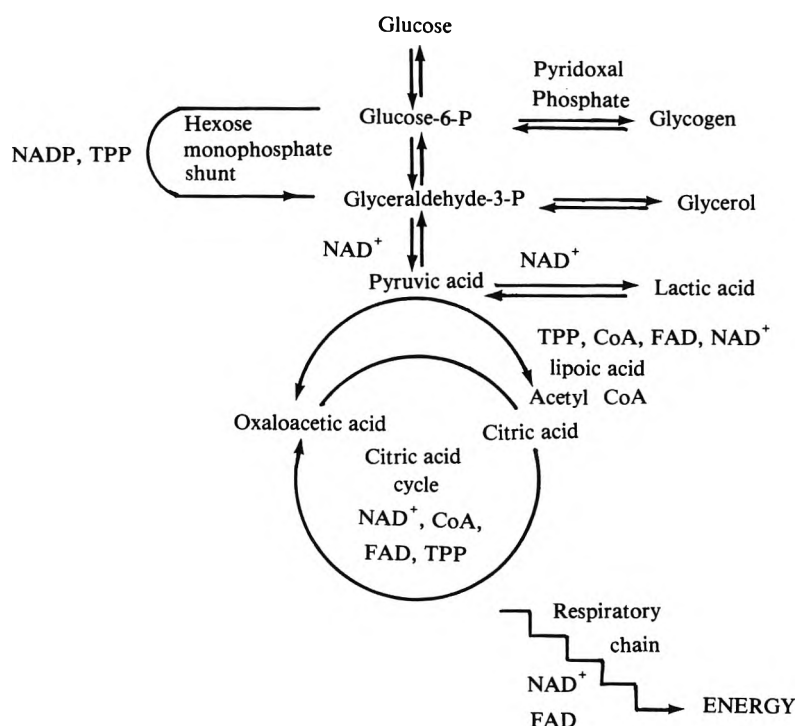 Glucose
Pyridoxal
Phosphate
Glucose-6-P
Glycogen
Hexose
monophosphate
shunt
NADP, TPP
Glyceraldehyde-3-P
Glycerol
NAD⁺
NAD⁺
Pyruvic acid
Lactic acid
TPP, CoA, FAD, NAD⁺
lipoic acid
Acetyl CoA
Oxaloacetic acid
Citric acid
Citric acid
cycle
NAD⁺, CoA,
FAD, TPP
Respiratory
chain
NAD⁺
FAD
ENERGY